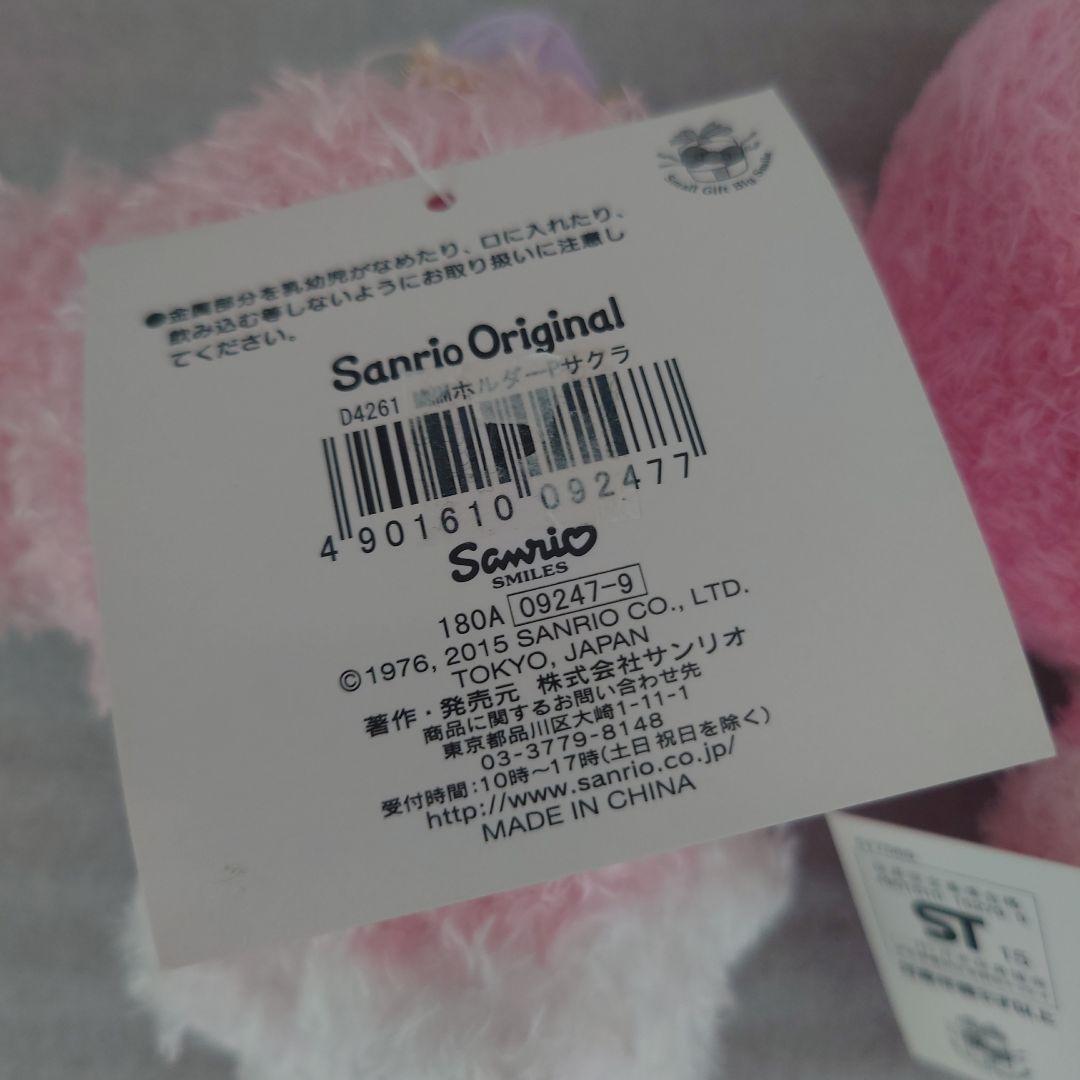 Small Gift Big Smile
●金属部分を乳幼児がなめたり、口に入れたり、
飲み込む等しないようにお取り扱いに注意し
てください。
Sanrio Original
D4261 ホルダーPサクラ
4 901610 092477
Sanrio
SMILES
180A 09247-9
©1976, 2015 SANRIO CO., LTD.
TOKYO, JAPAN
著作・発売元 株式会社サンリオ
商品に関するお問い合わせ先
東京都品川区大崎1-11-1
03-3779-8148
受付時間:10時〜17時(土日祝日を除く)
http://www.sanrio.co.jp/
MADE IN CHINA
ST 15